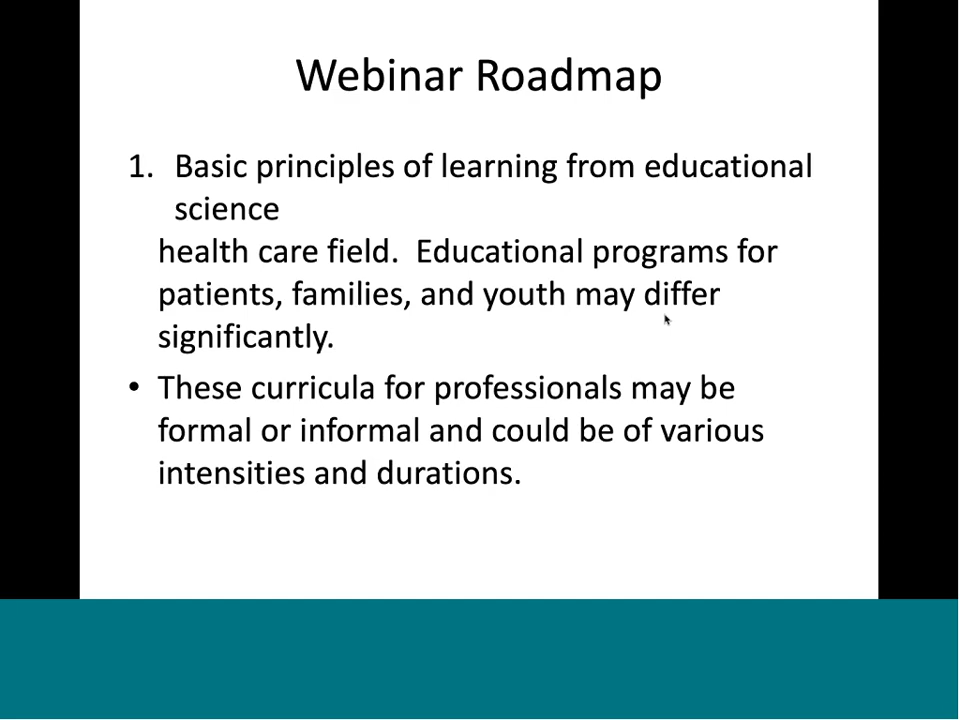 Webinar Roadmap
1. Basic principles of learning from educational
science
health care field.  Educational programs for
patients, families, and youth may differ
significantly.
• These curricula for professionals may be
formal or informal and could be of various
intensities and durations.